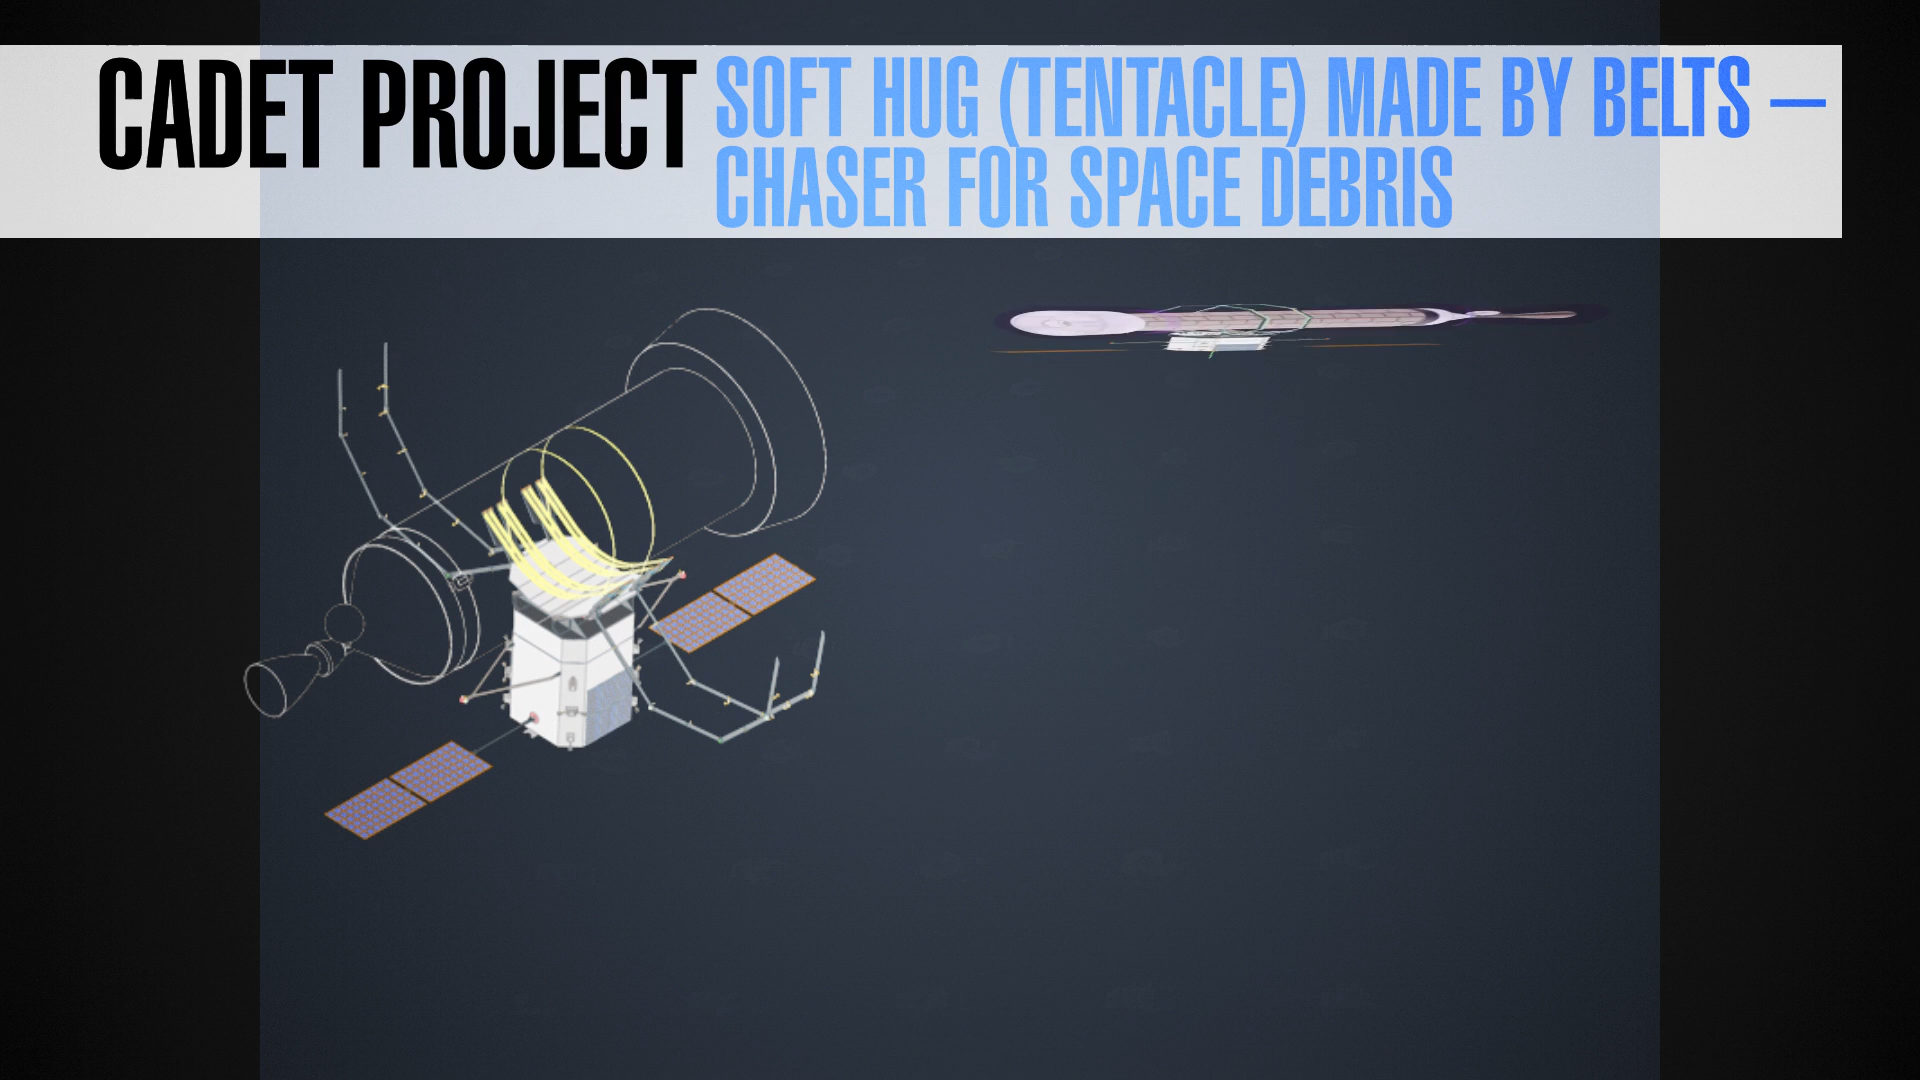 CADET PROJECT
SOFT HUG (TENTACLE) MADE BY BELTS —
CHASER FOR SPACE DEBRIS